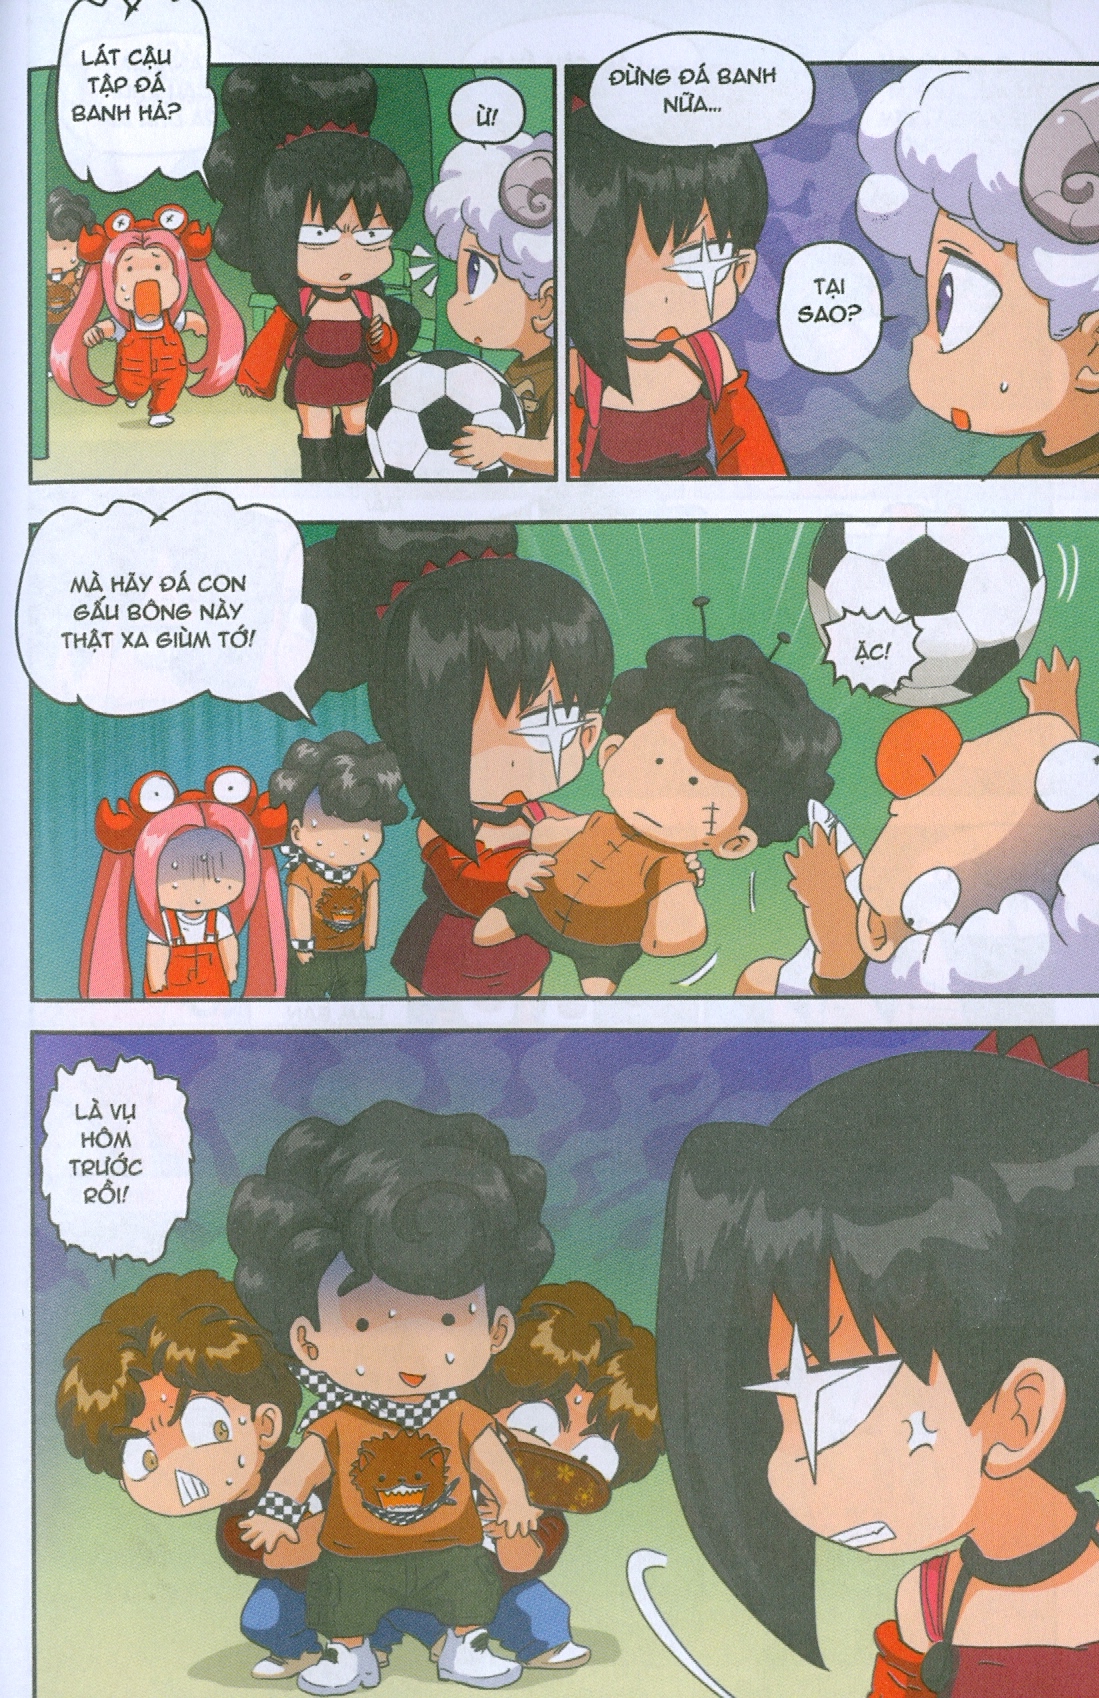 LÁT CẬU
TẬP ĐÁ
BANH HẢ?
Ừ!
ĐỪNG ĐÁ BANH
NỮA...
TẠI
SAO?
MÀ HÃY ĐÁ CON
GẤU BÔNG NÀY
THẬT XA GIÙM TỚ!
ẶC!
LÀ VỤ
HÔM
TRƯỚC
RỒI!